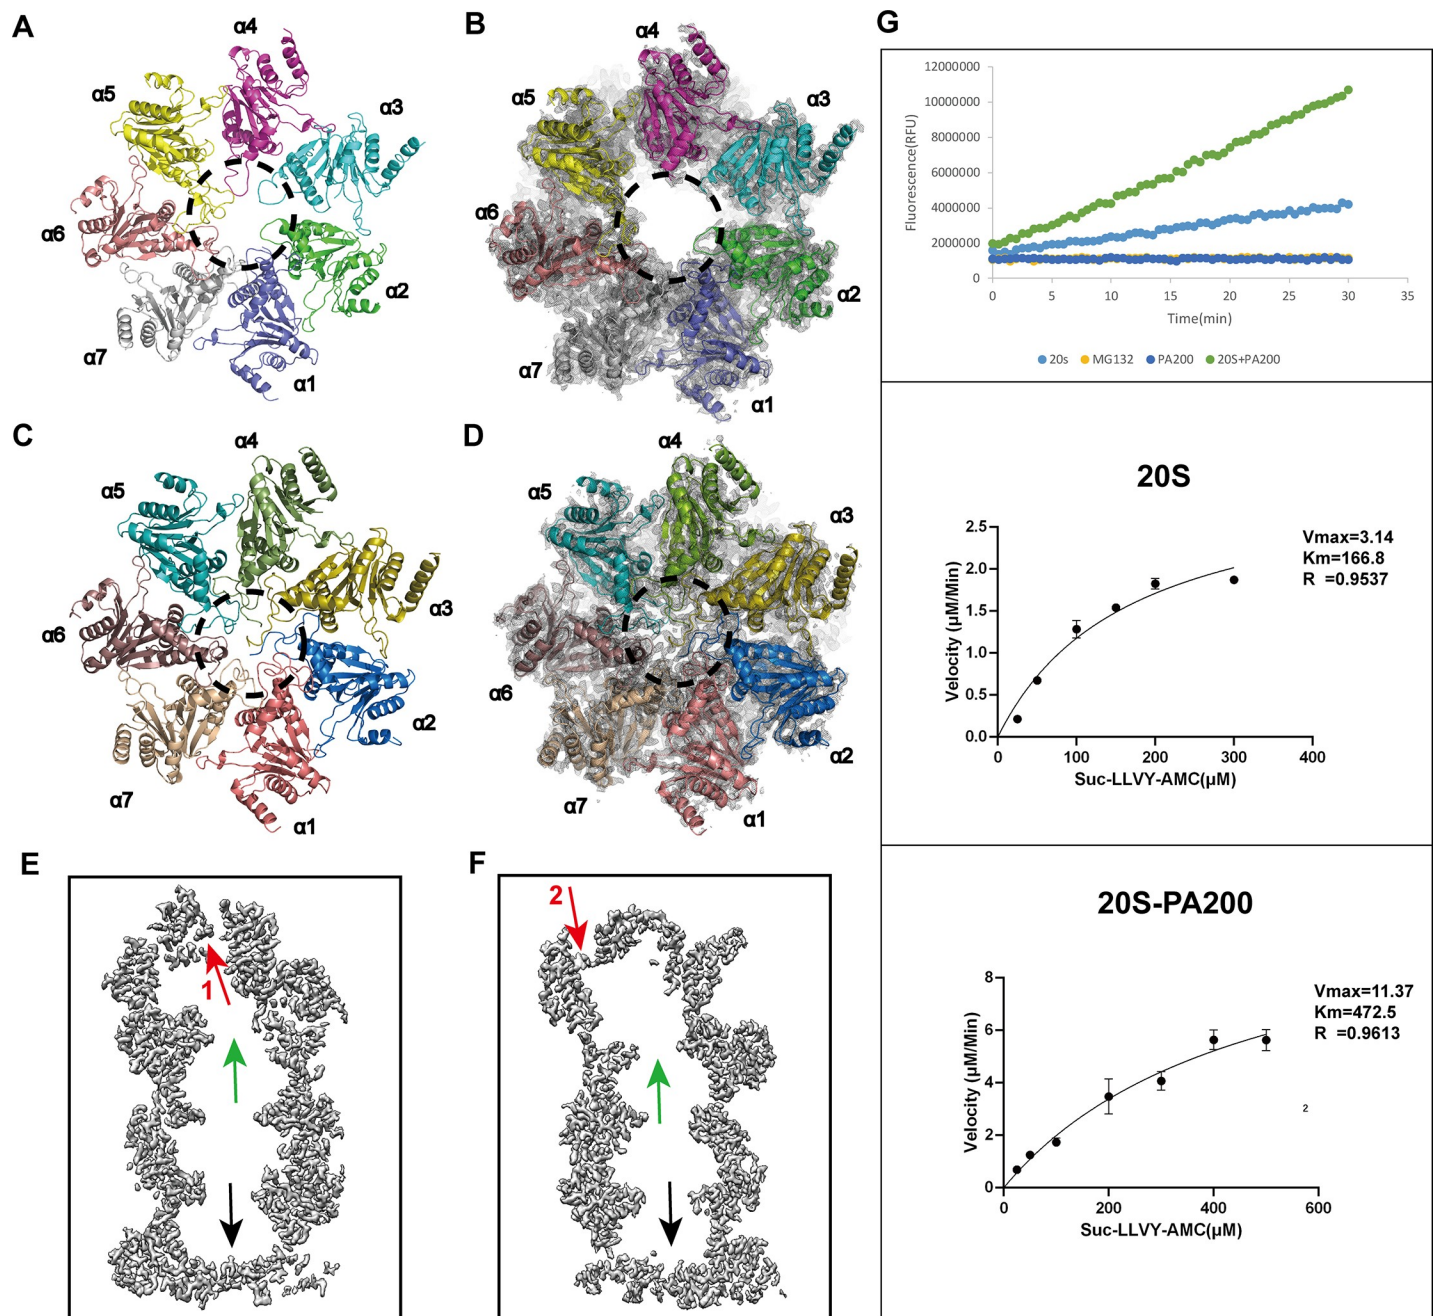 A
α4
α5
α3
α6
α2
α7
α1
B
α4
α5
α3
α6
α2
α7
α1
C
α4
α5
α3
α6
α2
α7
α1
D
α4
α5
α3
α6
α2
α7
α1
E
1
F
2
G
12000000
10000000
8000000
6000000
4000000
2000000
0
Fluorescence(RFU)
0 5 10 15 20 25 30 35
Time(min)
20s MG132 PA200 20S+PA200
20S
2.5
2.0
1.5
1.0
0.5
0.0
Velocity (µM/Min)
0 100 200 300 400
Suc-LLVY-AMC(µM)
Vmax=3.14
Km=166.8
R =0.9537
20S-PA200
8
6
4
2
0
Velocity (µM/Min)
0 200 400 600
Suc-LLVY-AMC(µM)
Vmax=11.37
Km=472.5
R =0.9613
2